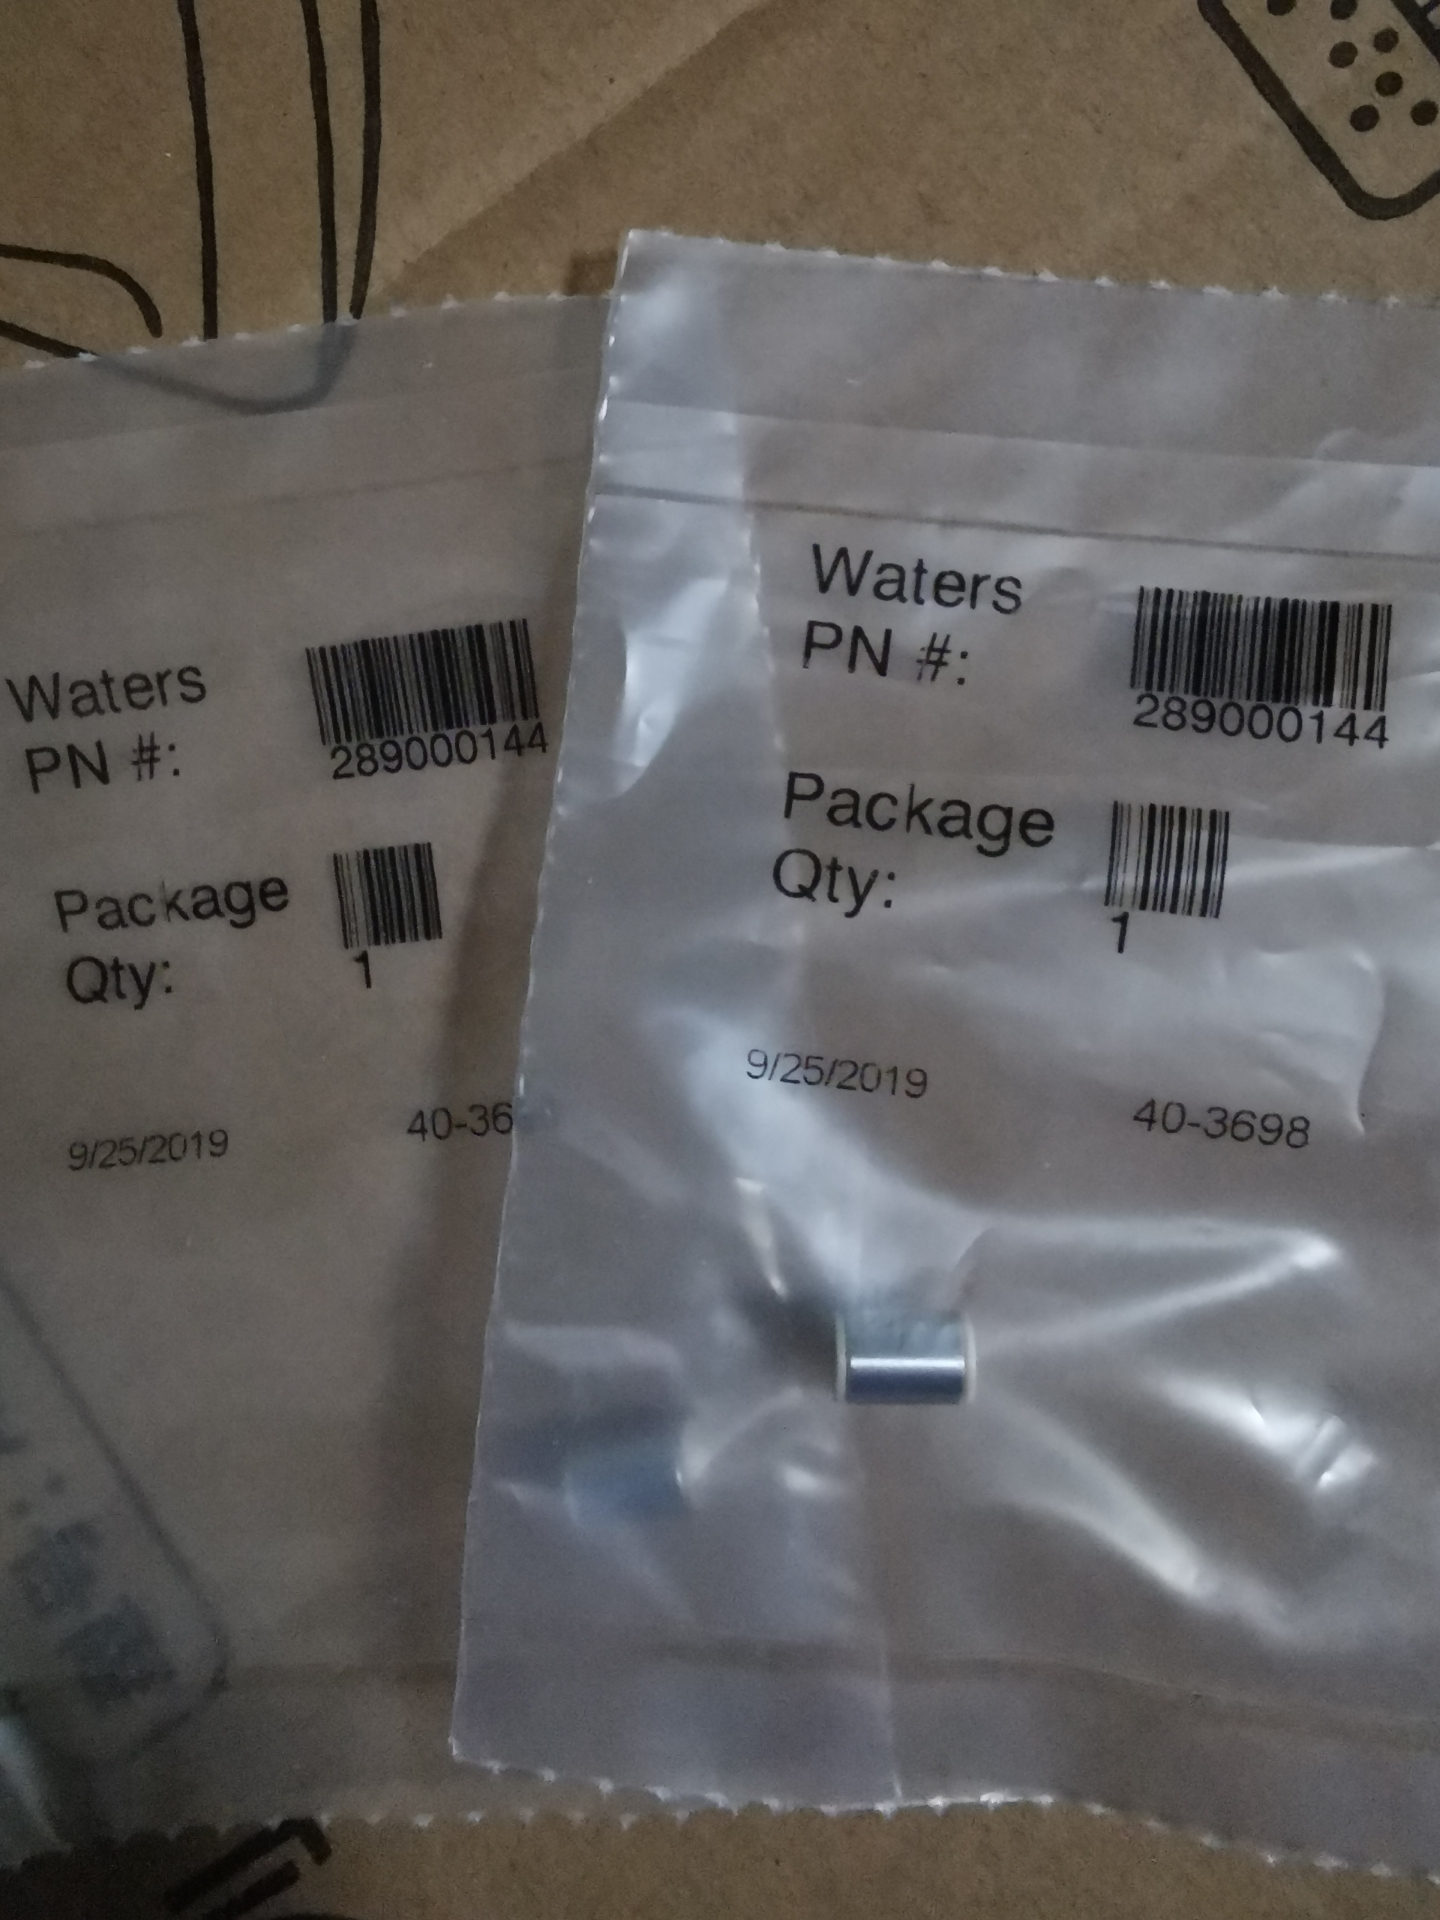 Waters
PN #:
289000144
Package
Qty:
1
9/25/2019
40-36
Waters
PN #:
289000144
Package
Qty:
1
9/25/2019
40-3698